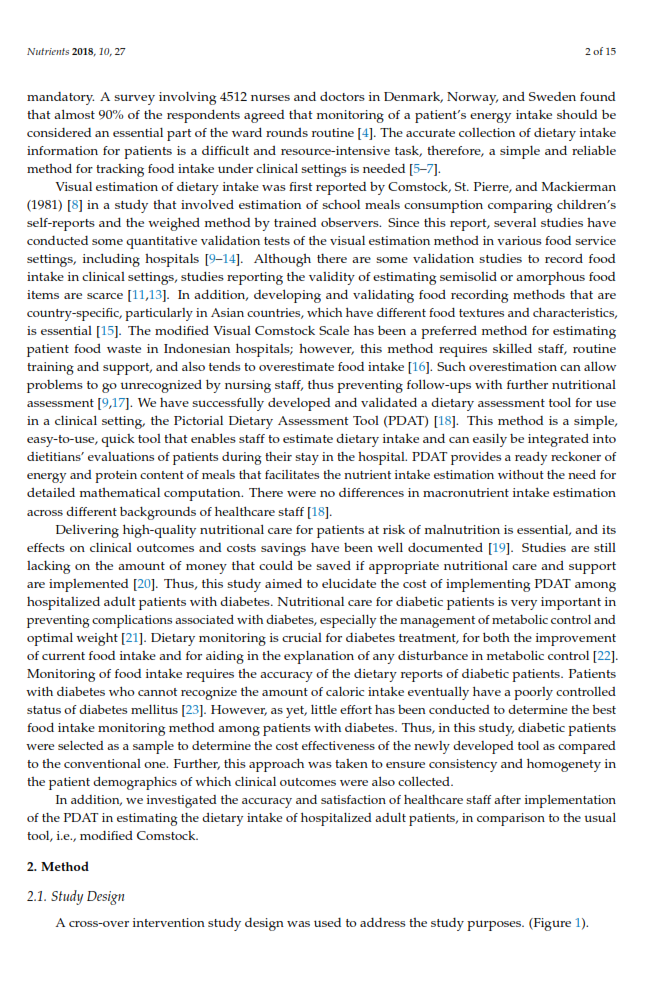 Nutrients 2018, 10, 27
2 of 15
mandatory. A survey involving 4512 nurses and doctors in Denmark, Norway, and Sweden found
that almost 90% of the respondents agreed that monitoring of a patient's energy intake should be
considered an essential part of the ward rounds routine [4]. The accurate collection of dietary intake
information for patients is a difficult and resource-intensive task, therefore, a simple and reliable
method for tracking food intake under clinical settings is needed [5–7].
Visual estimation of dietary intake was first reported by Comstock, St. Pierre, and Mackierman
(1981) [8] in a study that involved estimation of school meals consumption comparing children's
self-reports and the weighed method by trained observers. Since this report, several studies have
conducted some quantitative validation tests of the visual estimation method in various food service
settings, including hospitals [9–14]. Although there are some validation studies to record food
intake in clinical settings, studies reporting the validity of estimating semisolid or amorphous food
items are scarce [11,13]. In addition, developing and validating food recording methods that are
country-specific, particularly in Asian countries, which have different food textures and characteristics,
is essential [15]. The modified Visual Comstock Scale has been a preferred method for estimating
patient food waste in Indonesian hospitals; however, this method requires skilled staff, routine
training and support, and also tends to overestimate food intake [16]. Such overestimation can allow
problems to go unrecognized by nursing staff, thus preventing follow-ups with further nutritional
assessment [9,17]. We have successfully developed and validated a dietary assessment tool for use
in a clinical setting, the Pictorial Dietary Assessment Tool (PDAT) [18]. This method is a simple,
easy-to-use, quick tool that enables staff to estimate dietary intake and can easily be integrated into
dietitians' evaluations of patients during their stay in the hospital. PDAT provides a ready reckoner of
energy and protein content of meals that facilitates the nutrient intake estimation without the need for
detailed mathematical computation. There were no differences in macronutrient intake estimation
across different backgrounds of healthcare staff [18].
Delivering high-quality nutritional care for patients at risk of malnutrition is essential, and its
effects on clinical outcomes and costs savings have been well documented [19]. Studies are still
lacking on the amount of money that could be saved if appropriate nutritional care and support
are implemented [20]. Thus, this study aimed to elucidate the cost of implementing PDAT among
hospitalized adult patients with diabetes. Nutritional care for diabetic patients is very important in
preventing complications associated with diabetes, especially the management of metabolic control and
optimal weight [21]. Dietary monitoring is crucial for diabetes treatment, for both the improvement
of current food intake and for aiding in the explanation of any disturbance in metabolic control [22].
Monitoring of food intake requires the accuracy of the dietary reports of diabetic patients. Patients
with diabetes who cannot recognize the amount of caloric intake eventually have a poorly controlled
status of diabetes mellitus [23]. However, as yet, little effort has been conducted to determine the best
food intake monitoring method among patients with diabetes. Thus, in this study, diabetic patients
were selected as a sample to determine the cost effectiveness of the newly developed tool as compared
to the conventional one. Further, this approach was taken to ensure consistency and homogenety in
the patient demographics of which clinical outcomes were also collected.
In addition, we investigated the accuracy and satisfaction of healthcare staff after implementation
of the PDAT in estimating the dietary intake of hospitalized adult patients, in comparison to the usual
tool, i.e., modified Comstock.
2. Method
2.1. Study Design
A cross-over intervention study design was used to address the study purposes. (Figure 1).